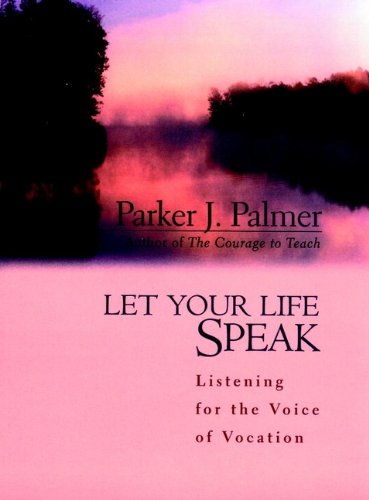 Parker J. Palmer
Author of The Courage to Teach
LET YOUR LIFE
SPEAK
Listening
for the Voice
of Vocation